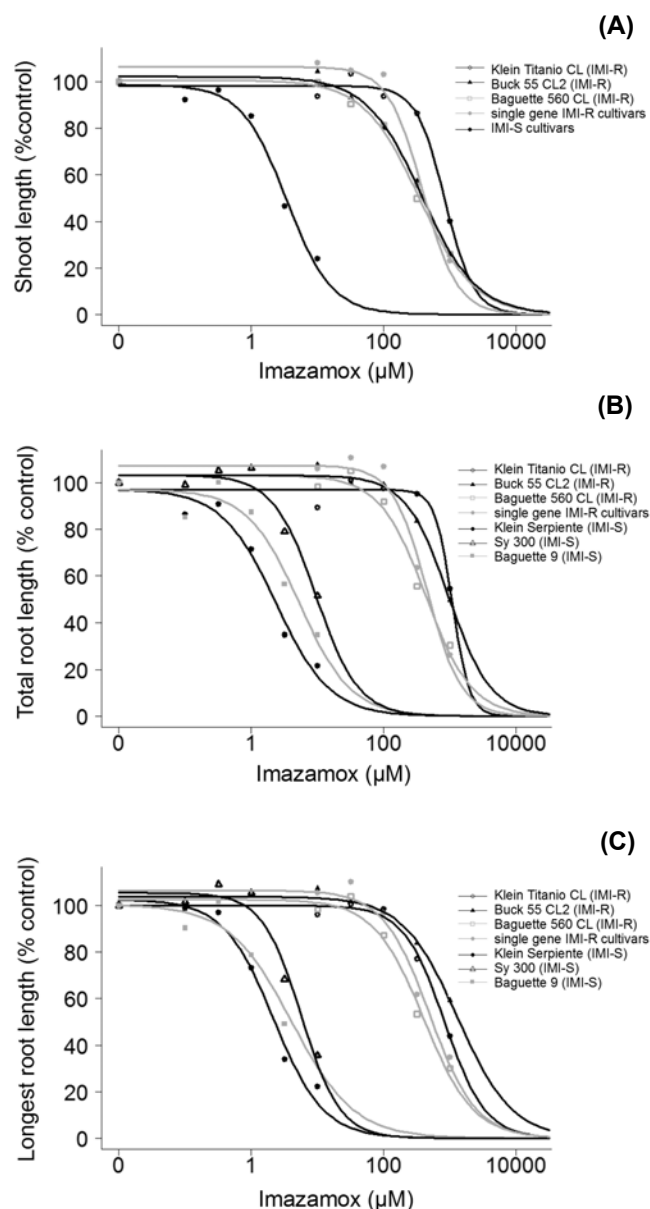 (A)
Shoot length (%control)
100
80
60
40
20
0
Klein Titanio CL (IMI-R)
Buck 55 CL2 (IMI-R)
Baguette 560 CL (IMI-R)
single gene IMI-R cultivars
IMI-S cultivars
0 1 100 10000
Imazamox (µM)
(B)
Total root length (% control)
100
80
60
40
20
0
Klein Titanio CL (IMI-R)
Buck 55 CL2 (IMI-R)
Baguette 560 CL (IMI-R)
single gene IMI-R cultivars
Klein Serpiente (IMI-S)
Sy 300 (IMI-S)
Baguette 9 (IMI-S)
0 1 100 10000
Imazamox (µM)
(C)
Longest root length (% control)
100
80
60
40
20
0
Klein Titanio CL (IMI-R)
Buck 55 CL2 (IMI-R)
Baguette 560 CL (IMI-R)
single gene IMI-R cultivars
Klein Serpiente (IMI-S)
Sy 300 (IMI-S)
Baguette 9 (IMI-S)
0 1 100 10000
Imazamox (µM)